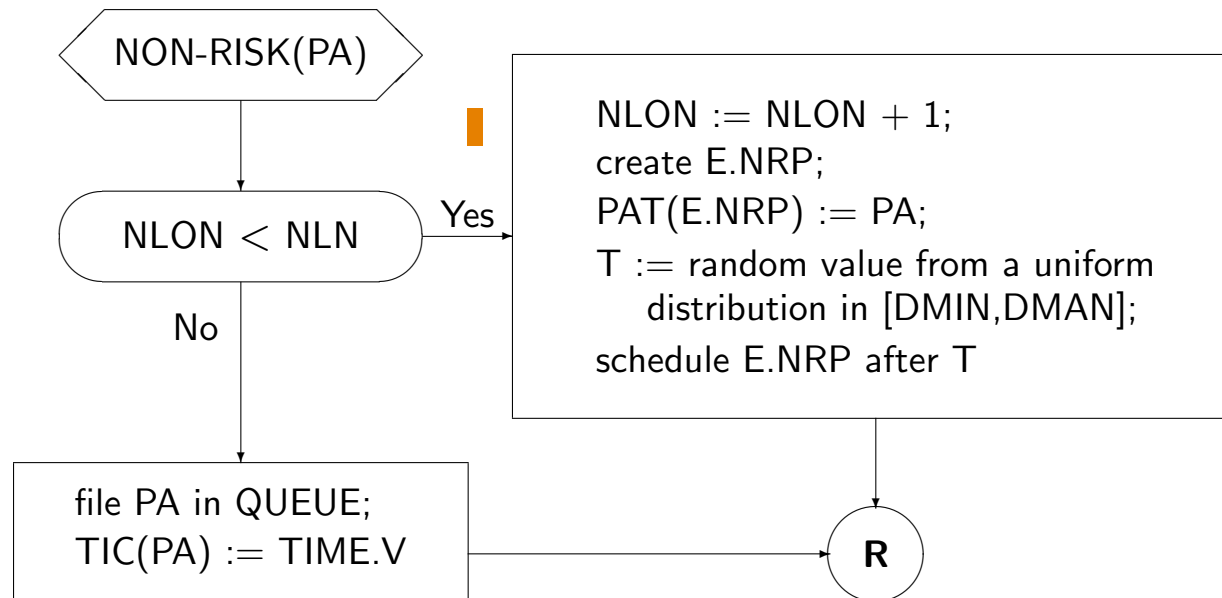 NON-RISK(PA)
NLON < NLN
Yes
No
NLON := NLON + 1;
create E.NRP;
PAT(E.NRP) := PA;
T := random value from a uniform
distribution in [DMIN,DMAN];
schedule E.NRP after T
file PA in QUEUE;
TIC(PA) := TIME.V
R